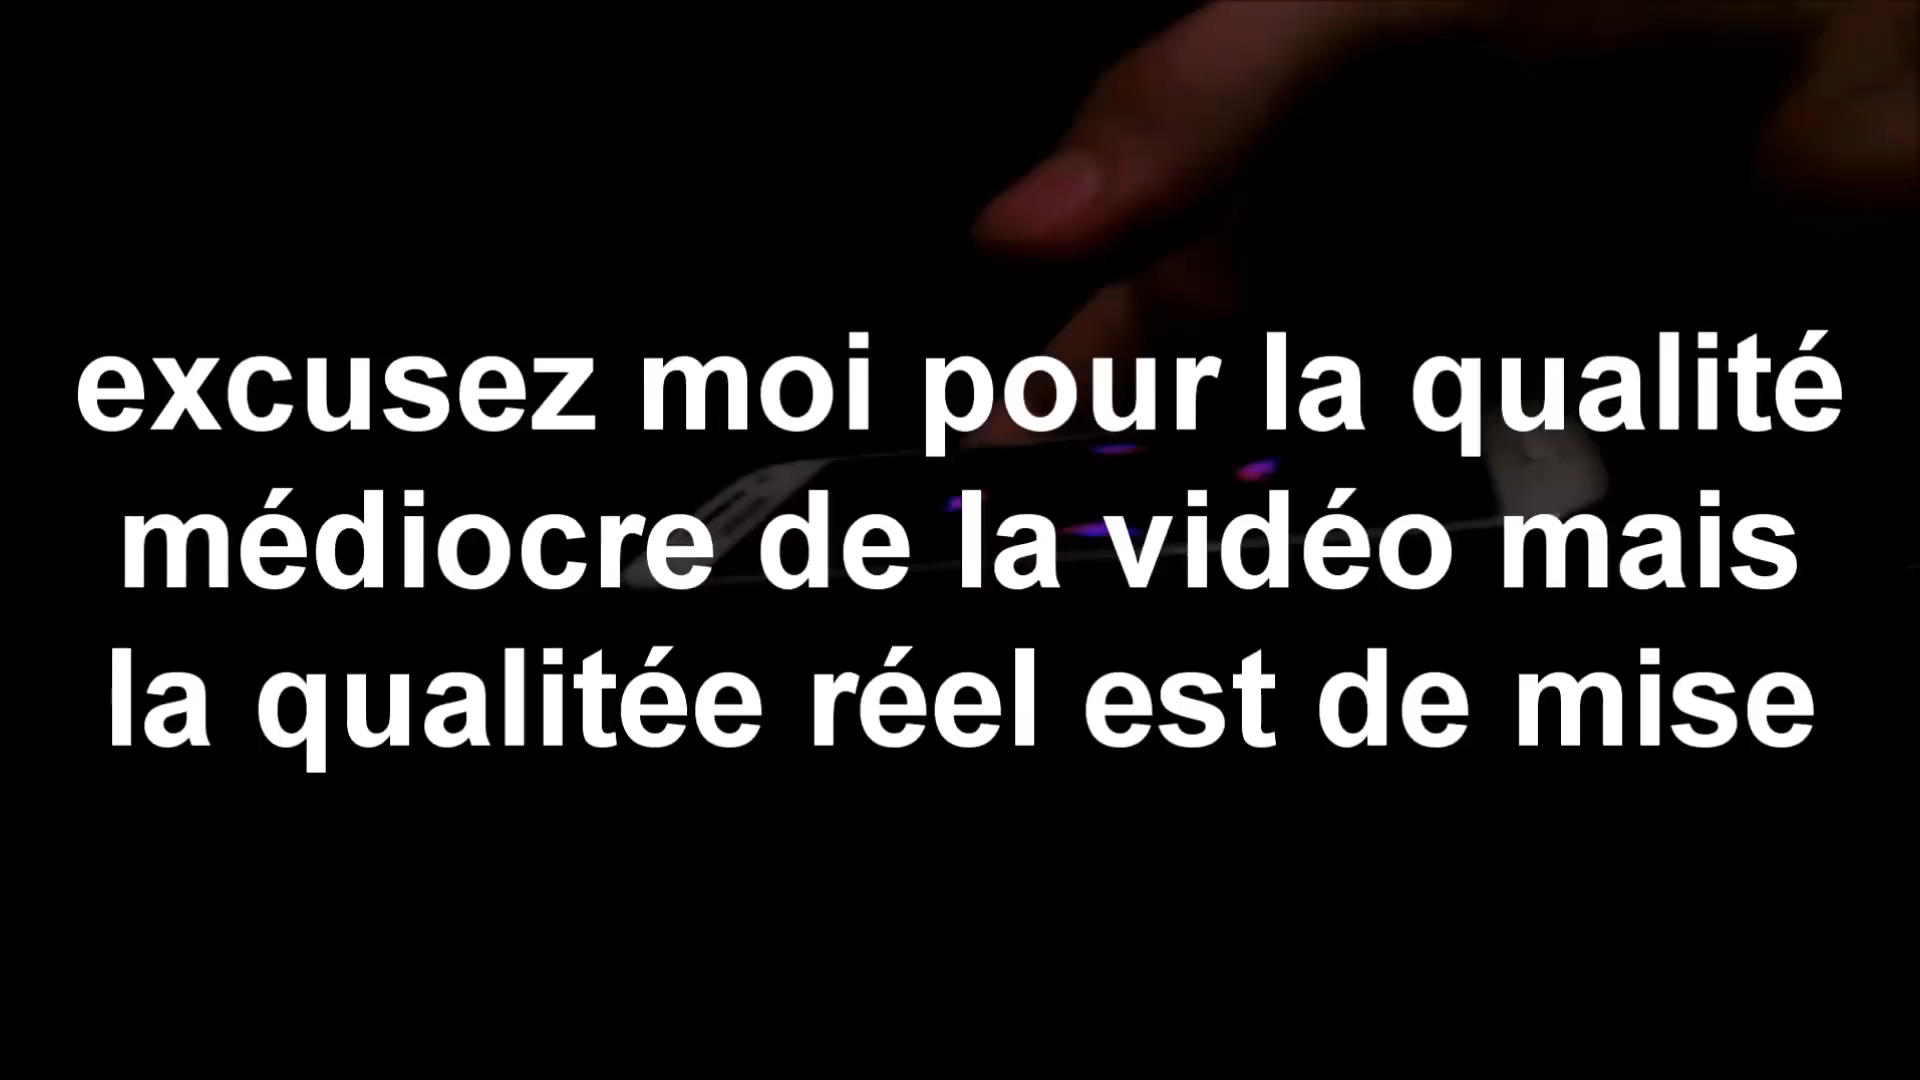 excusez moi pour la qualité
médiocre de la vidéo mais
la qualitée réel est de mise